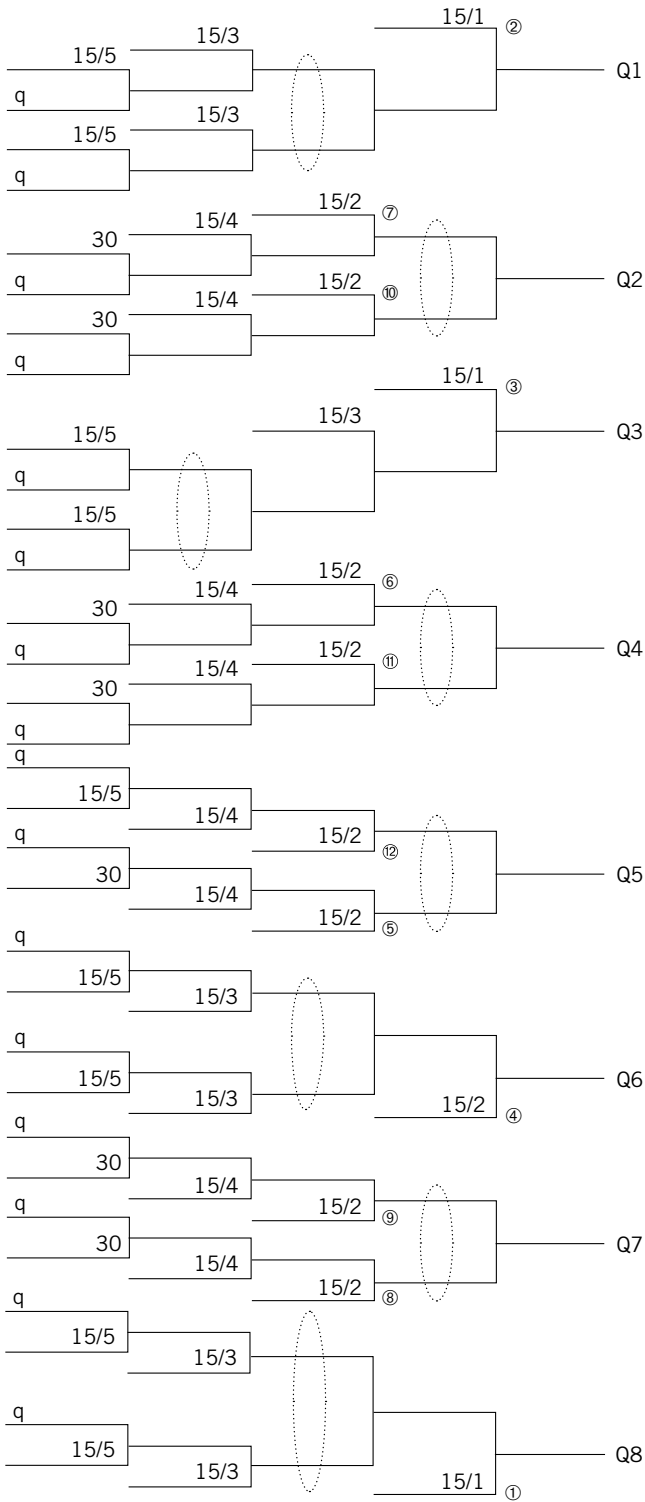 15/1 ②
15/3
15/5
Q1
q
15/3
15/5
q
15/2 ⑦
15/4
30
Q2
q
15/2 ⑩
15/4
30
q
15/1 ③
15/3
Q3
15/5
q
15/5
q
15/2 ⑥
15/4
30
Q4
q
15/2 ⑪
15/4
30
q
q
15/5
15/4
q
15/2 ⑫
Q5
30
15/4
15/2 ⑤
q
15/5
15/3
q
Q6
15/5
15/3
15/2 ④
q
30
15/4
q
15/2 ⑨
Q7
30
15/4
15/2 ⑧
q
15/5
15/3
q
Q8
15/5
15/3
15/1 ①